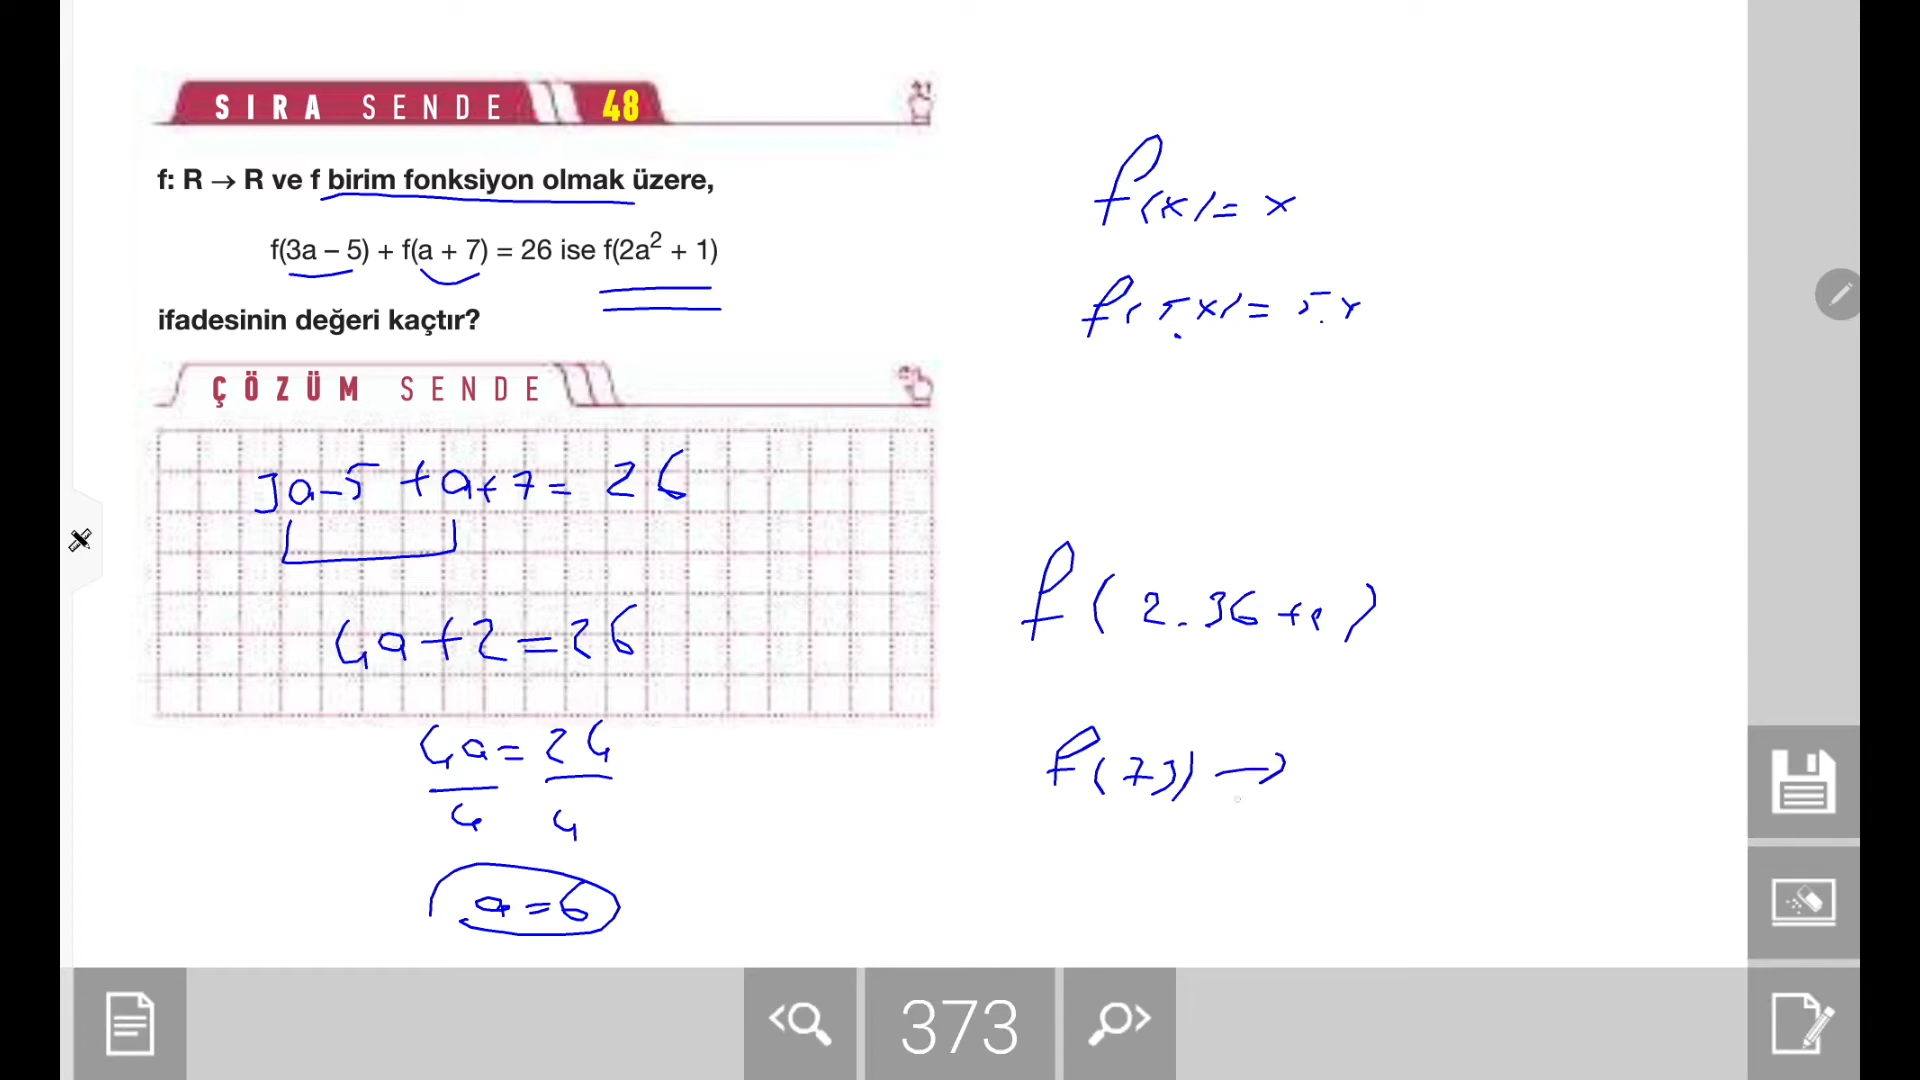 SIRA SENDE 48
f: R → R ve f birim fonksiyon olmak üzere,
f(3a – 5) + f(a + 7) = 26 ise f(2a² + 1)
ifadesinin değeri kaçtır?
ÇÖZÜM SENDE
3a-5 +a+7= 26
4a+2=26
4a=24
4 4
a=6
f(x)= x
f(5x)= 5x
f(2.36+1)
f(73)→
373